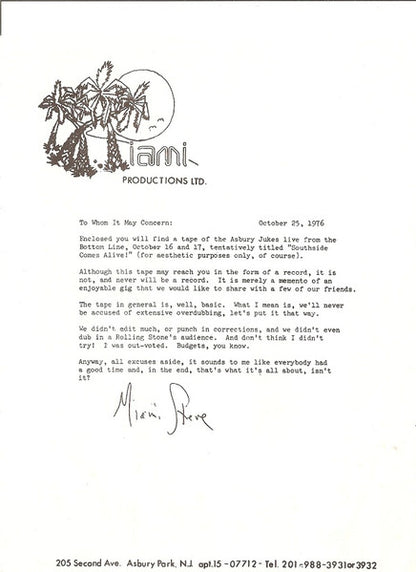 Miami
PRODUCTIONS LTD.
To Whom It May Concern: October 25, 1976
Enclosed you will find a tape of the Asbury Jukes live from the
Bottom Line, October 16 and 17, tentatively titled "Southside
Comes Alive!" (for aesthetic purposes only, of course).
Although this tape may reach you in the form of a record, it is
not, and never will be a record. It is merely a memento of an
enjoyable gig that we would like to share with a few of our friends.
The tape in general is, well, basic. What I mean is, we'll never
be accused of extensive overdubbing, let's put it that way.
We didn't edit much, or punch in corrections, and we didn't even
dub in a Rolling Stone's audience. And don't think I didn't
try! I was out-voted. Budgets, you know.
Anyway, all excuses aside, it sounds to me like everybody had
a good time and, in the end, that's what it's all about, isn't
it?
Miami Steve
205 Second Ave. Asbury Park, N.J. apt.15 - 07712 - Tel. 201-988-3931or3932